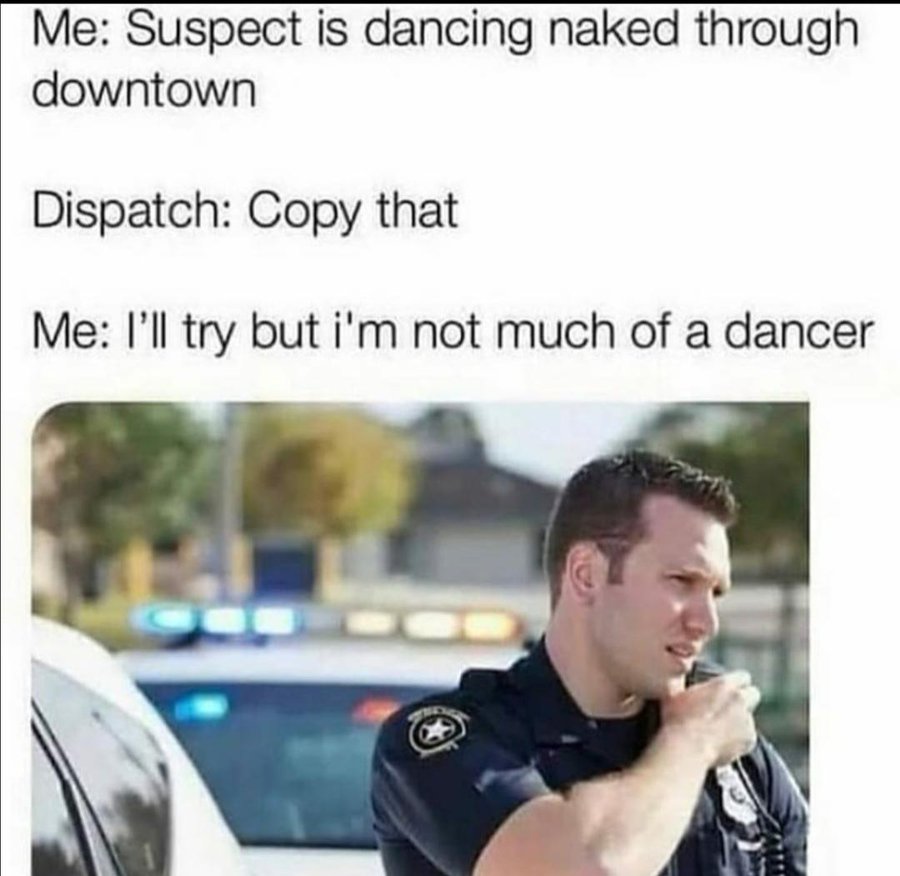 Me: Suspect is dancing naked through
downtown
Dispatch: Copy that
Me: I'll try but i'm not much of a dancer